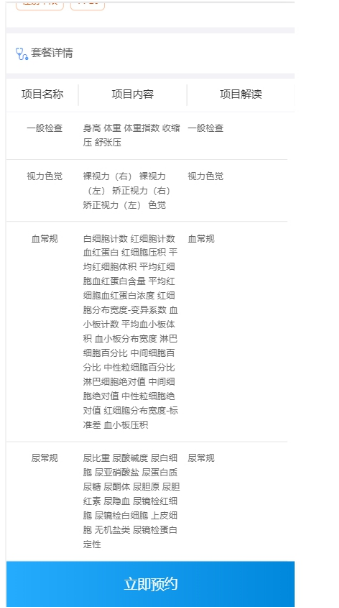 套餐详情
项目名称 项目内容 项目解读
一般检查 身高 体重 体重指数 收缩 一般检查
压 舒张压
视力色觉 裸视力（右） 裸视力 视力色觉
（左） 矫正视力（右）
矫正视力（左） 色觉
血常规 白细胞计数 红细胞计数 血常规
血红蛋白 红细胞压积 平
均红细胞体积 平均红细
胞血红蛋白含量 平均红
细胞血红蛋白浓度 红细
胞分布宽度-变异系数 血
小板计数 平均血小板体
积 血小板分布宽度 淋巴
细胞百分比 中间细胞百
分比 中性粒细胞百分比
淋巴细胞绝对值 中间细
胞绝对值 中性粒细胞绝
对值 红细胞分布宽度-标
准差 血小板压积
尿常规 尿比重 尿酸碱度 尿白细 尿常规
胞 尿亚硝酸盐 尿蛋白质
尿糖 尿酮体 尿胆原 尿胆
红素 尿隐血 尿镜检红细
胞 尿镜检白细胞 上皮细
胞 无机盐类 尿镜检蛋白
定性
立即预约